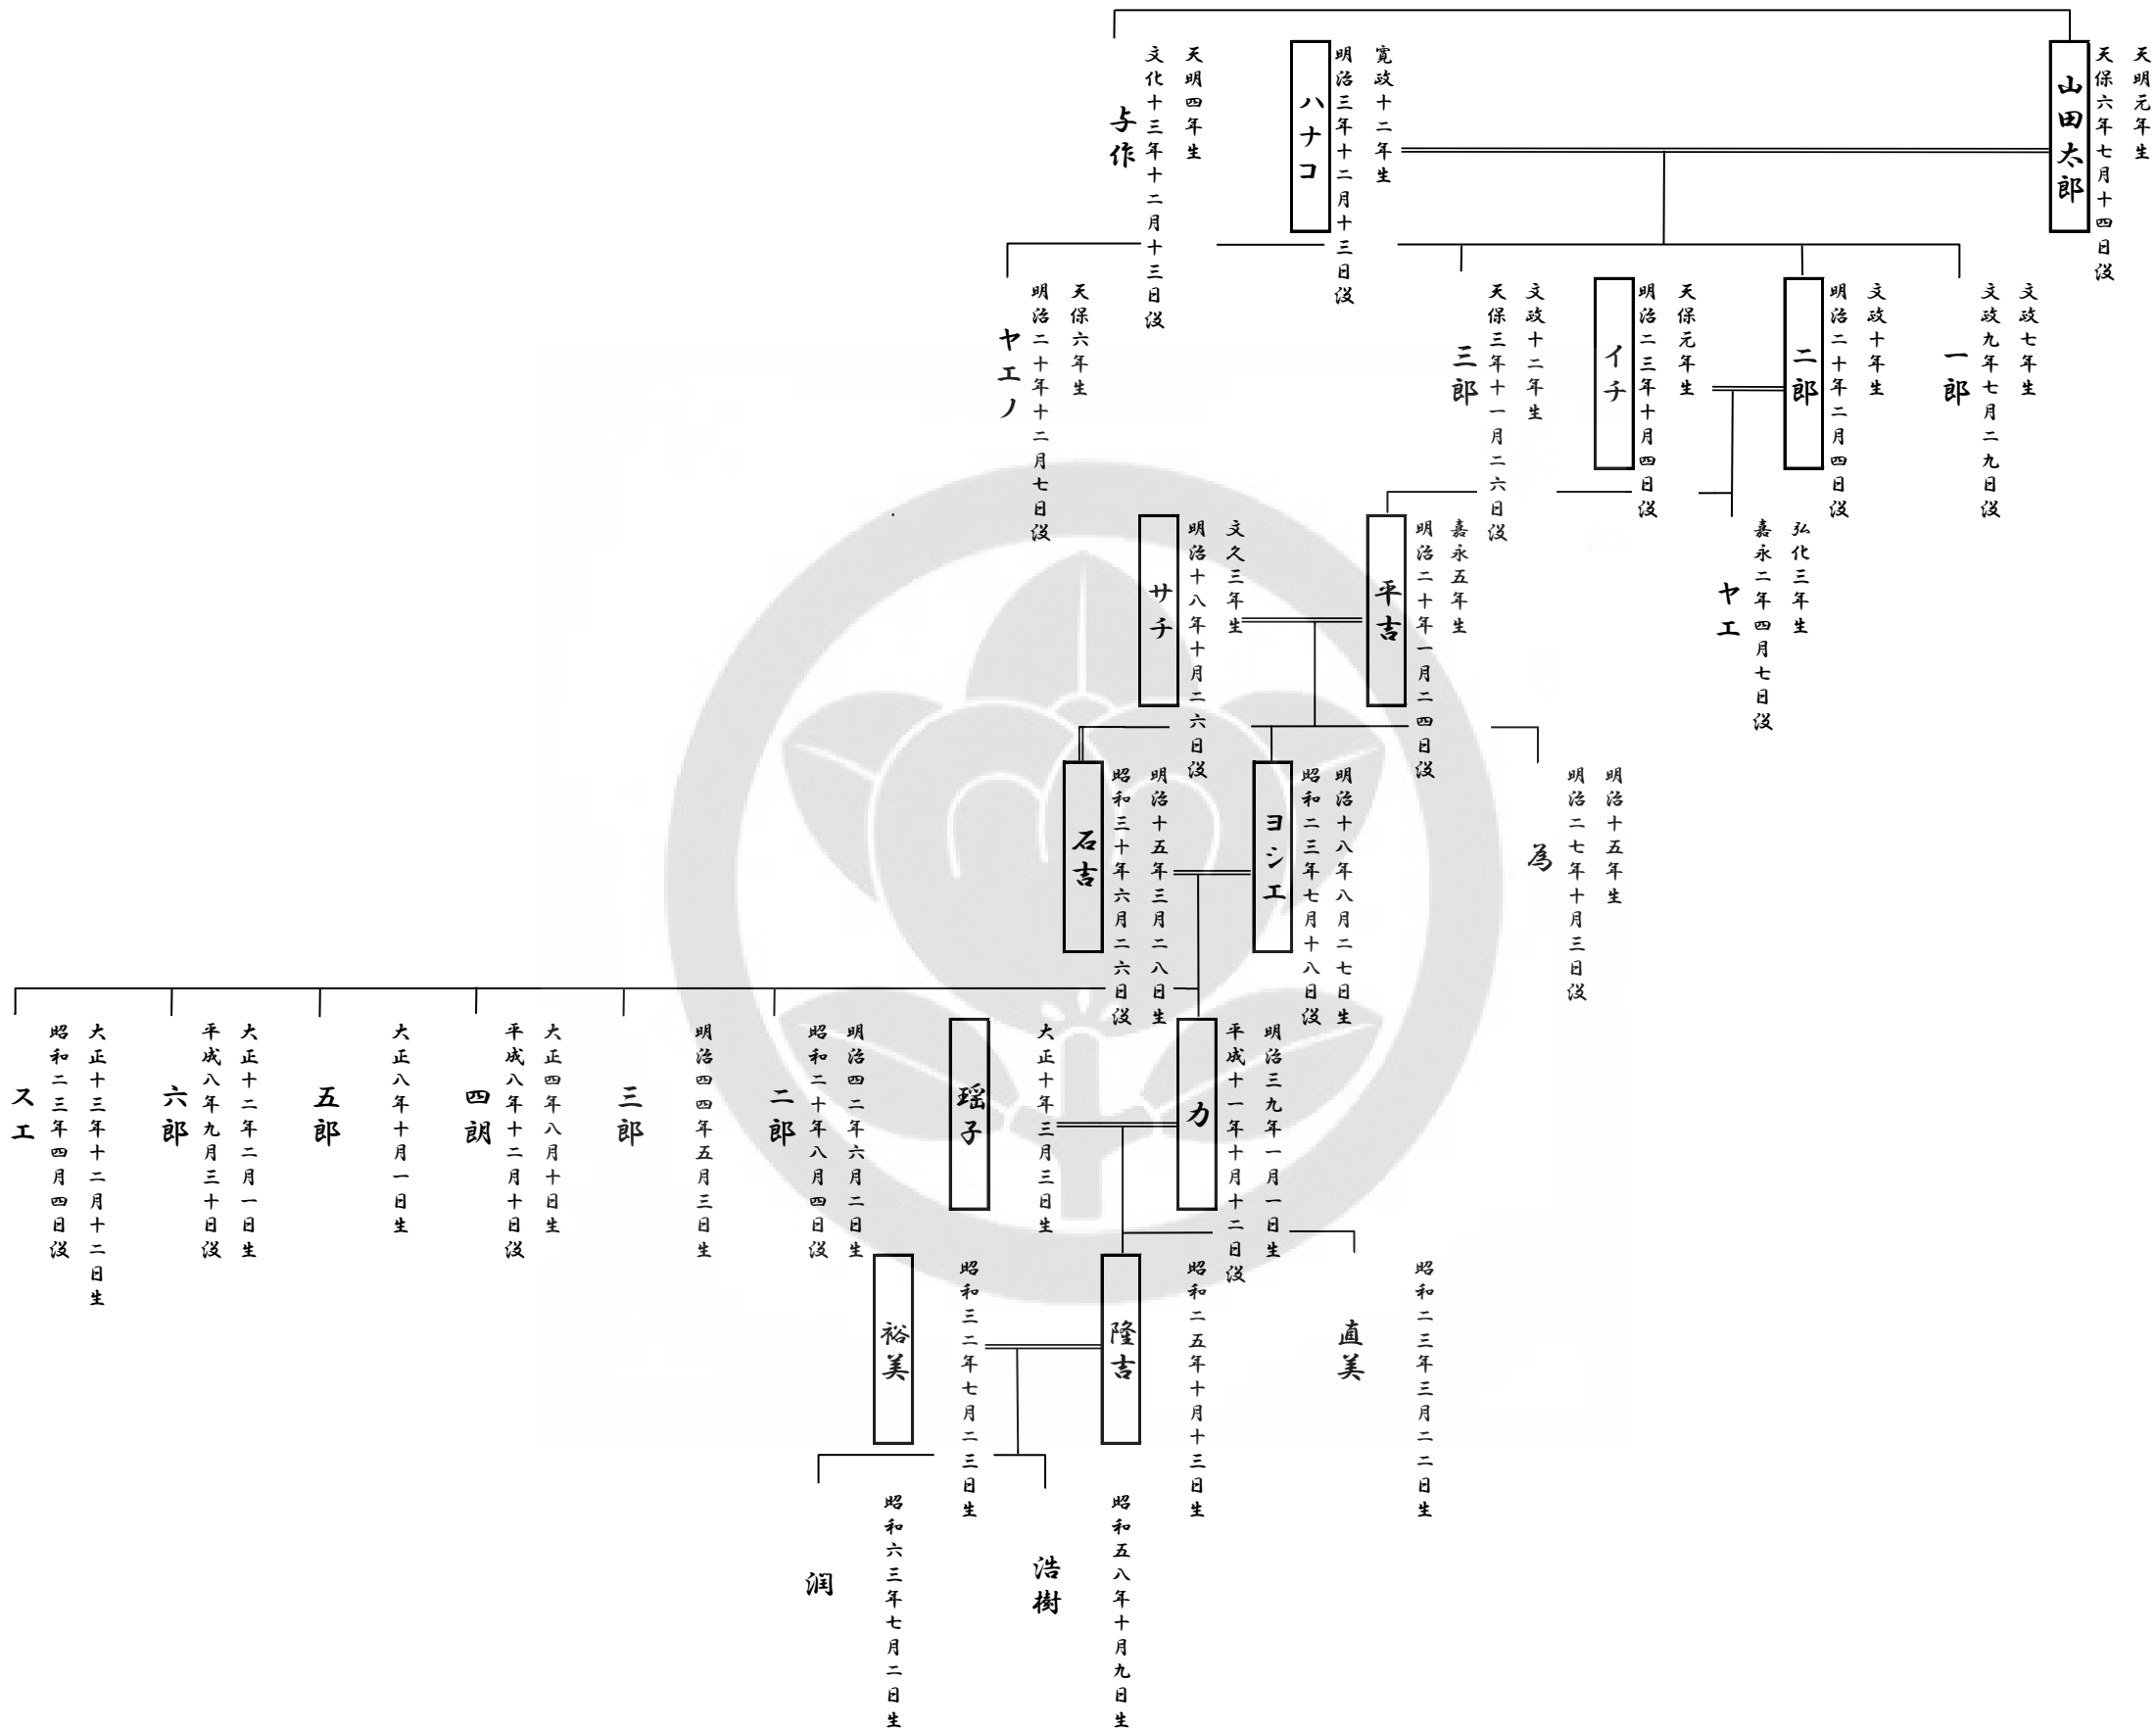 天明元年生
天保六年七月十四日没
山田太郎
寛政十二年生
明治三年十二月十三日没
ハナコ
天明四年生
文化十三年十二月十三日没
与作
文政七年生
文政九年七月二九日没
一郎
文政十年生
明治二十年二月四日没
二郎
天保元年生
明治二三年十月四日没
イチ
文政十二年生
天保三年十一月二六日没
三郎
天保六年生
明治二十年十二月七日没
ヤエノ
弘化三年生
嘉永二年四月七日没
ヤエ
嘉永五年生
明治二十年一月二四日没
平吉
文久三年生
明治十八年十月二六日没
サチ
明治十五年生
明治二七年十月三日没
為
明治十八年八月二七日生
昭和二三年七月十八日没
ヨシエ
明治十五年三月二八日生
昭和三十年六月二六日没
石吉
明治三九年一月一日生
平成十一年十月十二日没
力
大正十年三月三日生
瑶子
明治四二年六月二日生
昭和二十年八月四日没
二郎
明治四四年五月三日生
三郎
大正四年八月十日生
平成八年十二月十日没
四朗
大正八年十月一日生
五郎
大正十二年二月一日生
平成八年九月三十日没
六郎
大正十三年十二月十二日生
昭和二三年四月四日没
スエ
昭和二三年三月二二日生
直美
昭和二五年十月十三日生
隆吉
昭和三二年七月二三日生
裕美
昭和五八年十月九日生
浩樹
昭和六三年七月二日生
潤